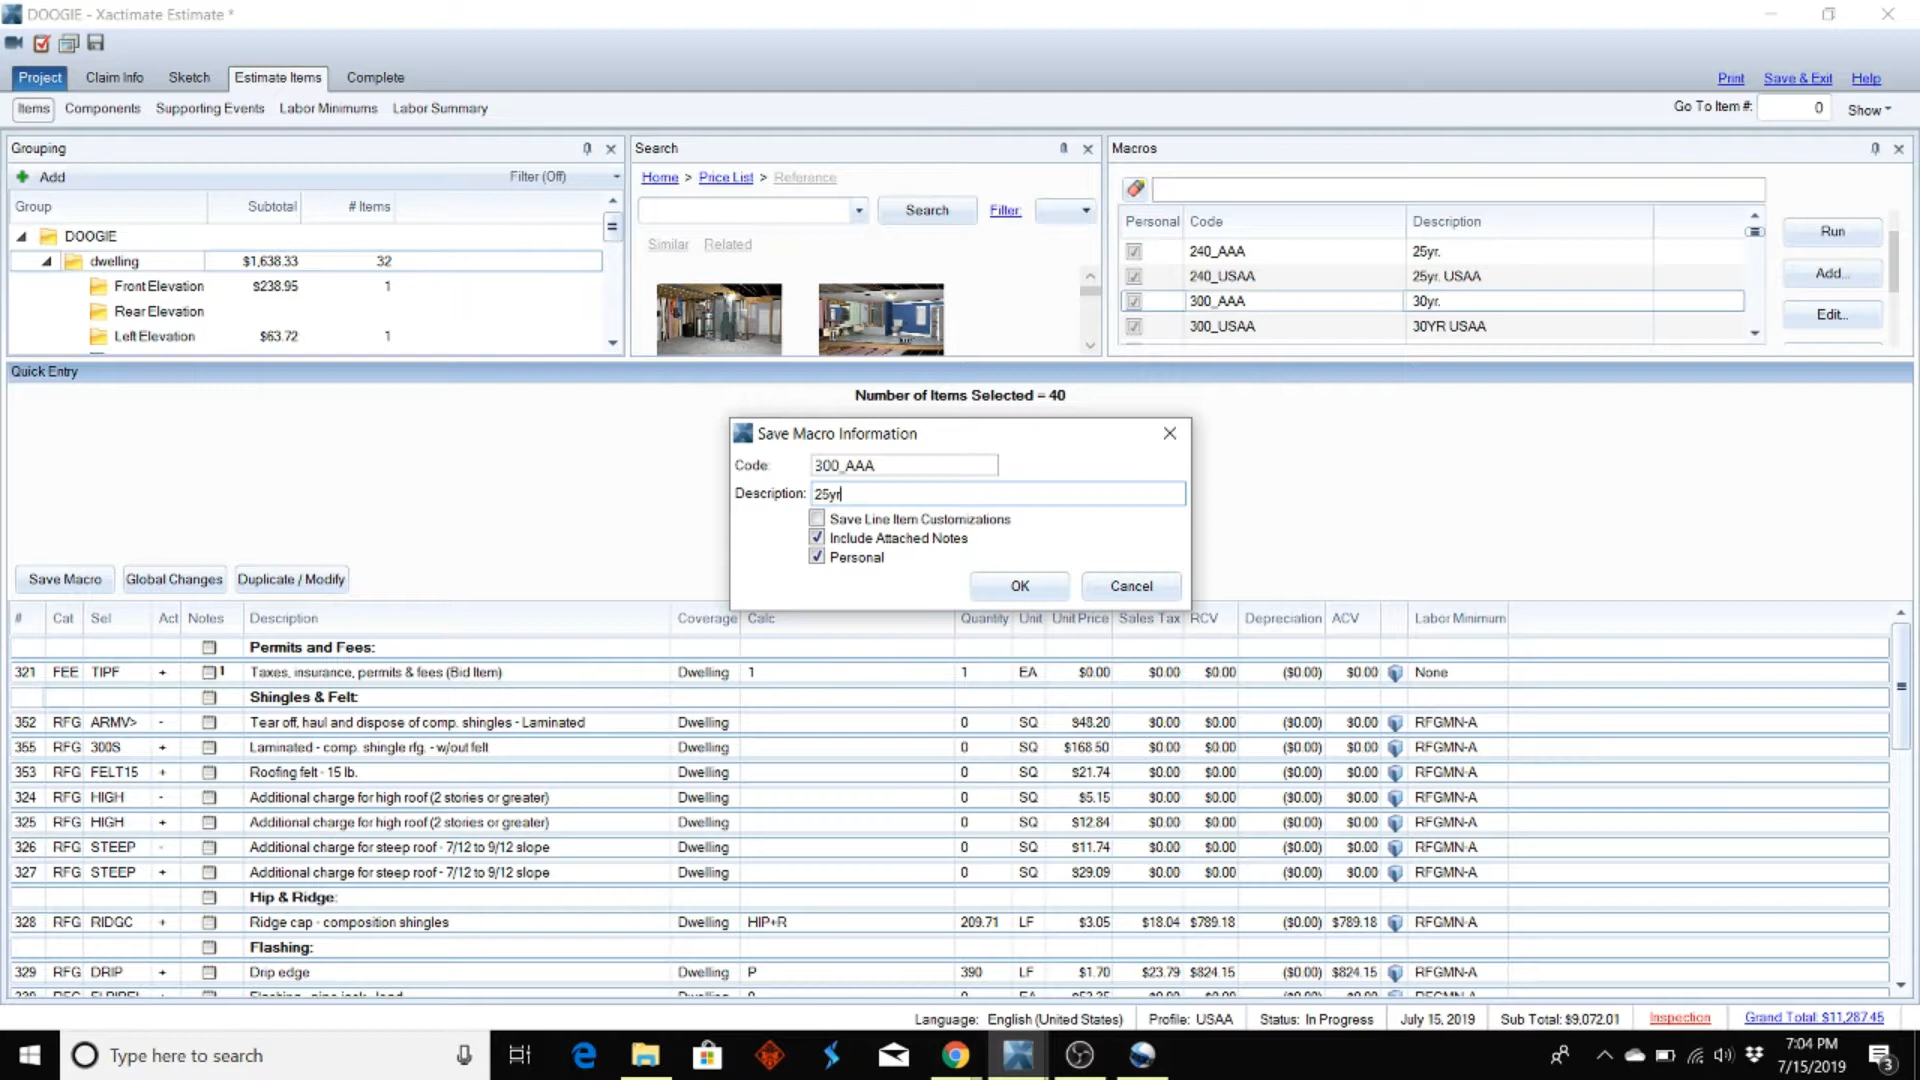 DOOGIE - Xactimate Estimate *
Project Claim Info Sketch Estimate Items Complete Print Save & Exit Help
Items Components Supporting Events Labor Minimums Labor Summary Go To Item #: 0 Show
Grouping Search Macros
Add Filter (Off) Home > Price List > Reference
Group Subtotal # Items Search Filter:
Personal Code Description
DOOGIE Similar Related Run
240_AAA 25yr.
dwelling $1,638.33 32
240_USAA 25yr. USAA Add...
Front Elevation $238.95 1
300_AAA 30yr.
Rear Elevation Edit...
300_USAA 30YR USAA
Left Elevation $63.72 1
Quick Entry
Number of Items Selected = 40
Save Macro Information
Code: 300_AAA
Description: 25yr
Save Line Item Customizations
Include Attached Notes
Personal
OK Cancel
Save Macro Global Changes Duplicate / Modify
# Cat Sel Act Notes Description Coverage Calc Quantity Unit Unit Price Sales Tax RCV Depreciation ACV Labor Minimum
Permits and Fees:
321 FEE TIPF + 1 Taxes, insurance, permits & fees (Bid Item) Dwelling 1 1 EA $0.00 $0.00 $0.00 ($0.00) $0.00 None
Shingles & Felt:
352 RFG ARMV> - Tear off, haul and dispose of comp. shingles - Laminated Dwelling 0 SQ $48.20 $0.00 $0.00 ($0.00) $0.00 RFGMN-A
355 RFG 300S + Laminated - comp. shingle rfg. - w/out felt Dwelling 0 SQ $168.50 $0.00 $0.00 ($0.00) $0.00 RFGMN-A
353 RFG FELT15 + Roofing felt - 15 lb. Dwelling 0 SQ $21.74 $0.00 $0.00 ($0.00) $0.00 RFGMN-A
324 RFG HIGH - Additional charge for high roof (2 stories or greater) Dwelling 0 SQ $5.15 $0.00 $0.00 ($0.00) $0.00 RFGMN-A
325 RFG HIGH + Additional charge for high roof (2 stories or greater) Dwelling 0 SQ $12.84 $0.00 $0.00 ($0.00) $0.00 RFGMN-A
326 RFG STEEP - Additional charge for steep roof - 7/12 to 9/12 slope Dwelling 0 SQ $11.74 $0.00 $0.00 ($0.00) $0.00 RFGMN-A
327 RFG STEEP + Additional charge for steep roof - 7/12 to 9/12 slope Dwelling 0 SQ $29.09 $0.00 $0.00 ($0.00) $0.00 RFGMN-A
Hip & Ridge:
328 RFG RIDGC + Ridge cap - composition shingles Dwelling HIP+R 209.71 LF $3.05 $18.04 $789.18 ($0.00) $789.18 RFGMN-A
Flashing:
329 RFG DRIP + Drip edge Dwelling P 390 LF $1.70 $23.79 $824.15 ($0.00) $824.15 RFGMN-A
Language: English (United States) Profile: USAA Status: In Progress July 15, 2019 Sub Total: $9,072.01 Inspection Grand Total: $11,287.45
Type here to search 7:04 PM
7/15/2019 3